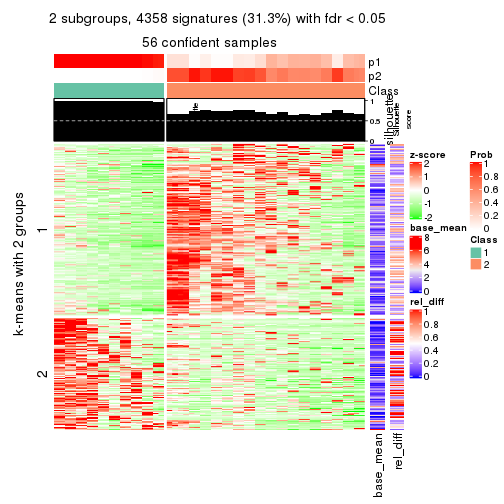 2 subgroups, 4358 signatures (31.3%) with fdr < 0.05
56 confident samples
p1
p2
Class
silhouette
Silhouette
score
1
0.5
0
k-means with 2 groups
1
2
base_mean
rel_diff
z-score
2
1
0
-1
-2
base_mean
8
6
4
2
0
rel_diff
1
0.8
0.6
0.4
0.2
0
Prob
1
0.8
0.6
0.4
0.2
0
Class
1
2